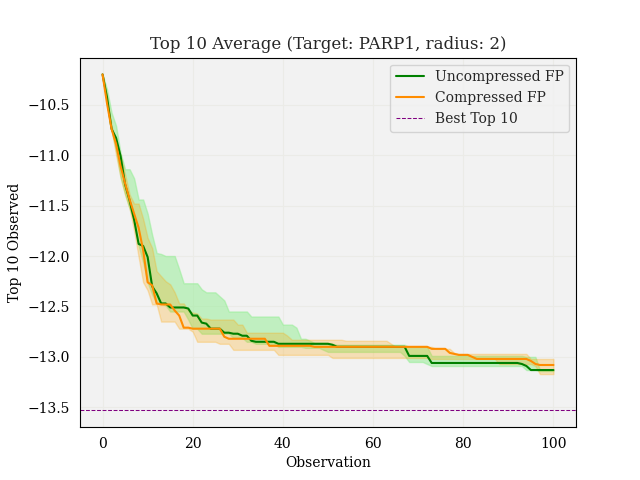 Top 10 Average (Target: PARP1, radius: 2)
Uncompressed FP
Compressed FP
Best Top 10
Top 10 Observed
−10.5
−11.0
−11.5
−12.0
−12.5
−13.0
−13.5
0 20 40 60 80 100
Observation